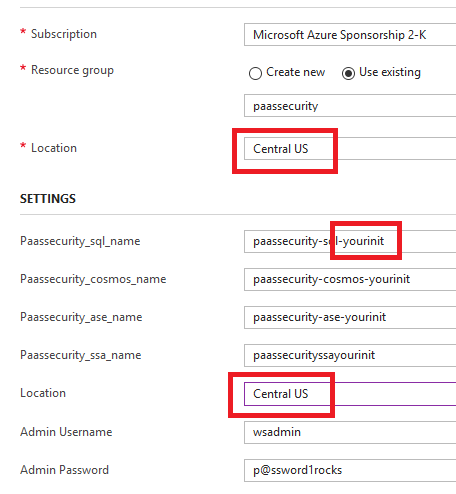 * Subscription Microsoft Azure Sponsorship 2-K
* Resource group Create new Use existing
paassecurity
* Location Central US
SETTINGS
Paassecurity_sql_name paassecurity-sql-yourinit
Paassecurity_cosmos_name paassecurity-cosmos-yourinit
Paassecurity_ase_name paassecurity-ase-yourinit
Paassecurity_ssa_name paassecurityssayourinit
Location Central US
Admin Username wsadmin
Admin Password p@ssword1rocks